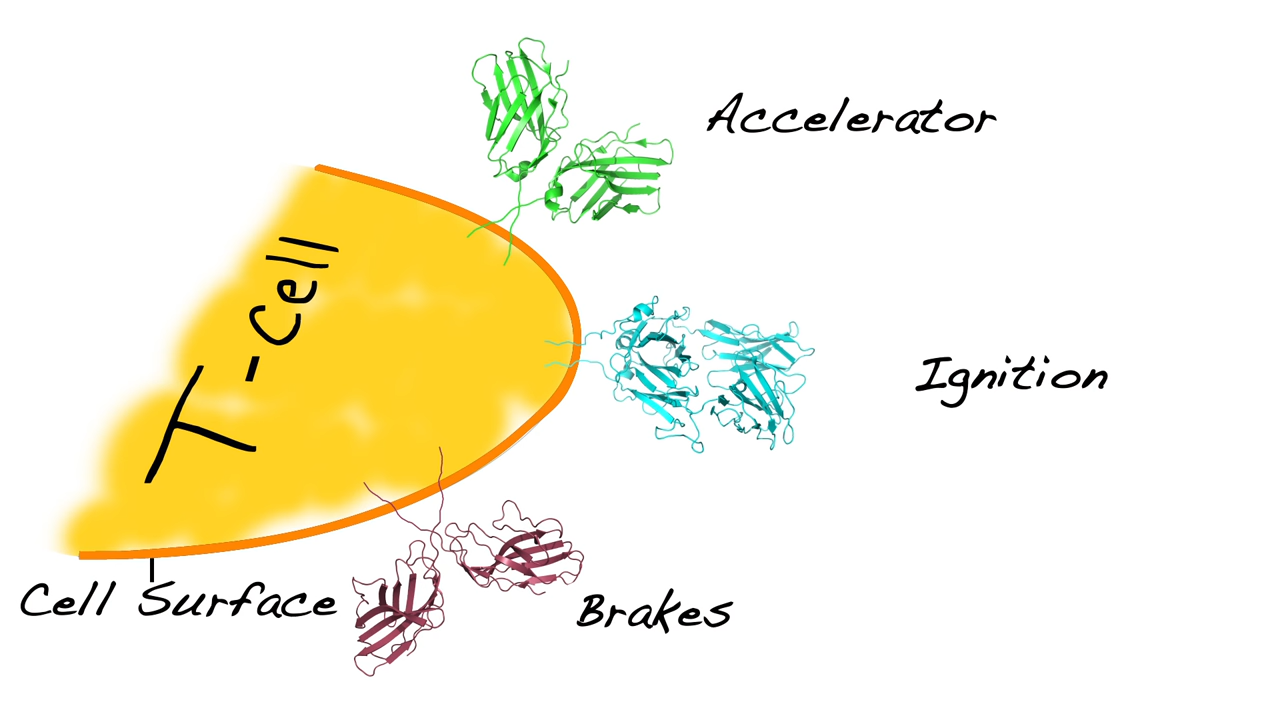 Accelerator
T-Cell
Ignition
Cell Surface
Brakes